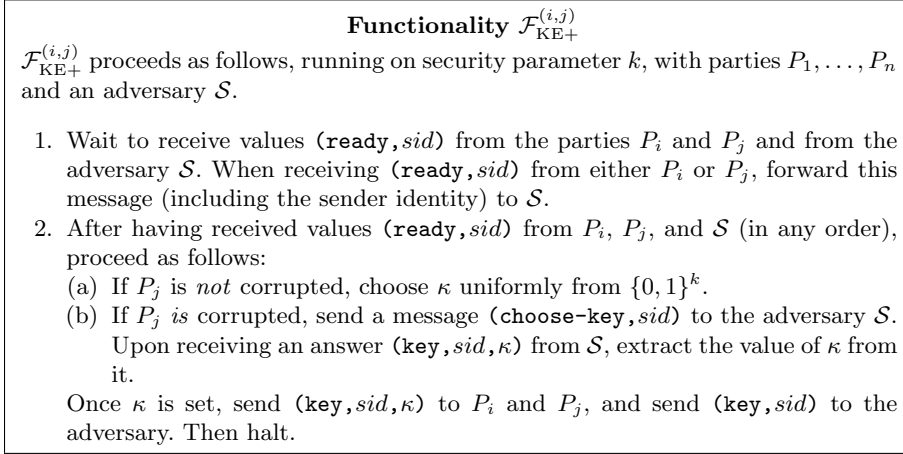 Functionality $\mathcal{F}_{\mathrm{KE+}}^{(i,j)}$
$\mathcal{F}_{\mathrm{KE+}}^{(i,j)}$ proceeds as follows, running on security parameter $k$, with parties $P_1, \ldots, P_n$
and an adversary $\mathcal{S}$.
1. Wait to receive values (ready,sid) from the parties $P_i$ and $P_j$ and from the
adversary $\mathcal{S}$. When receiving (ready,sid) from either $P_i$ or $P_j$, forward this
message (including the sender identity) to $\mathcal{S}$.
2. After having received values (ready,sid) from $P_i$, $P_j$, and $\mathcal{S}$ (in any order),
proceed as follows:
(a) If $P_j$ is not corrupted, choose $\kappa$ uniformly from $\{0,1\}^k$.
(b) If $P_j$ is corrupted, send a message (choose-key,sid) to the adversary $\mathcal{S}$.
Upon receiving an answer (key,sid,$\kappa$) from $\mathcal{S}$, extract the value of $\kappa$ from
it.
Once $\kappa$ is set, send (key,sid,$\kappa$) to $P_i$ and $P_j$, and send (key,sid) to the
adversary. Then halt.